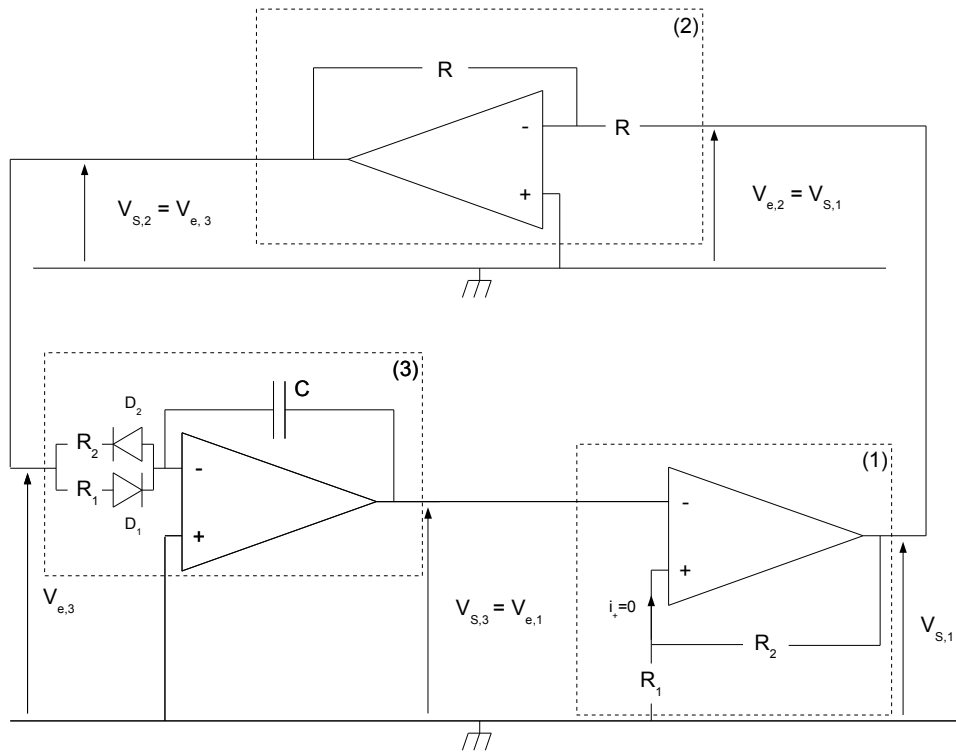 (2)
R
-
R
+
V_S,2 = V_e, 3
V_e,2 = V_S,1
(3)
C
D_2
R_2
-
R_1
D_1
+
V_e,3
V_S,3 = V_e,1
(1)
-
+
i_+=0
R_2
R_1
V_S,1